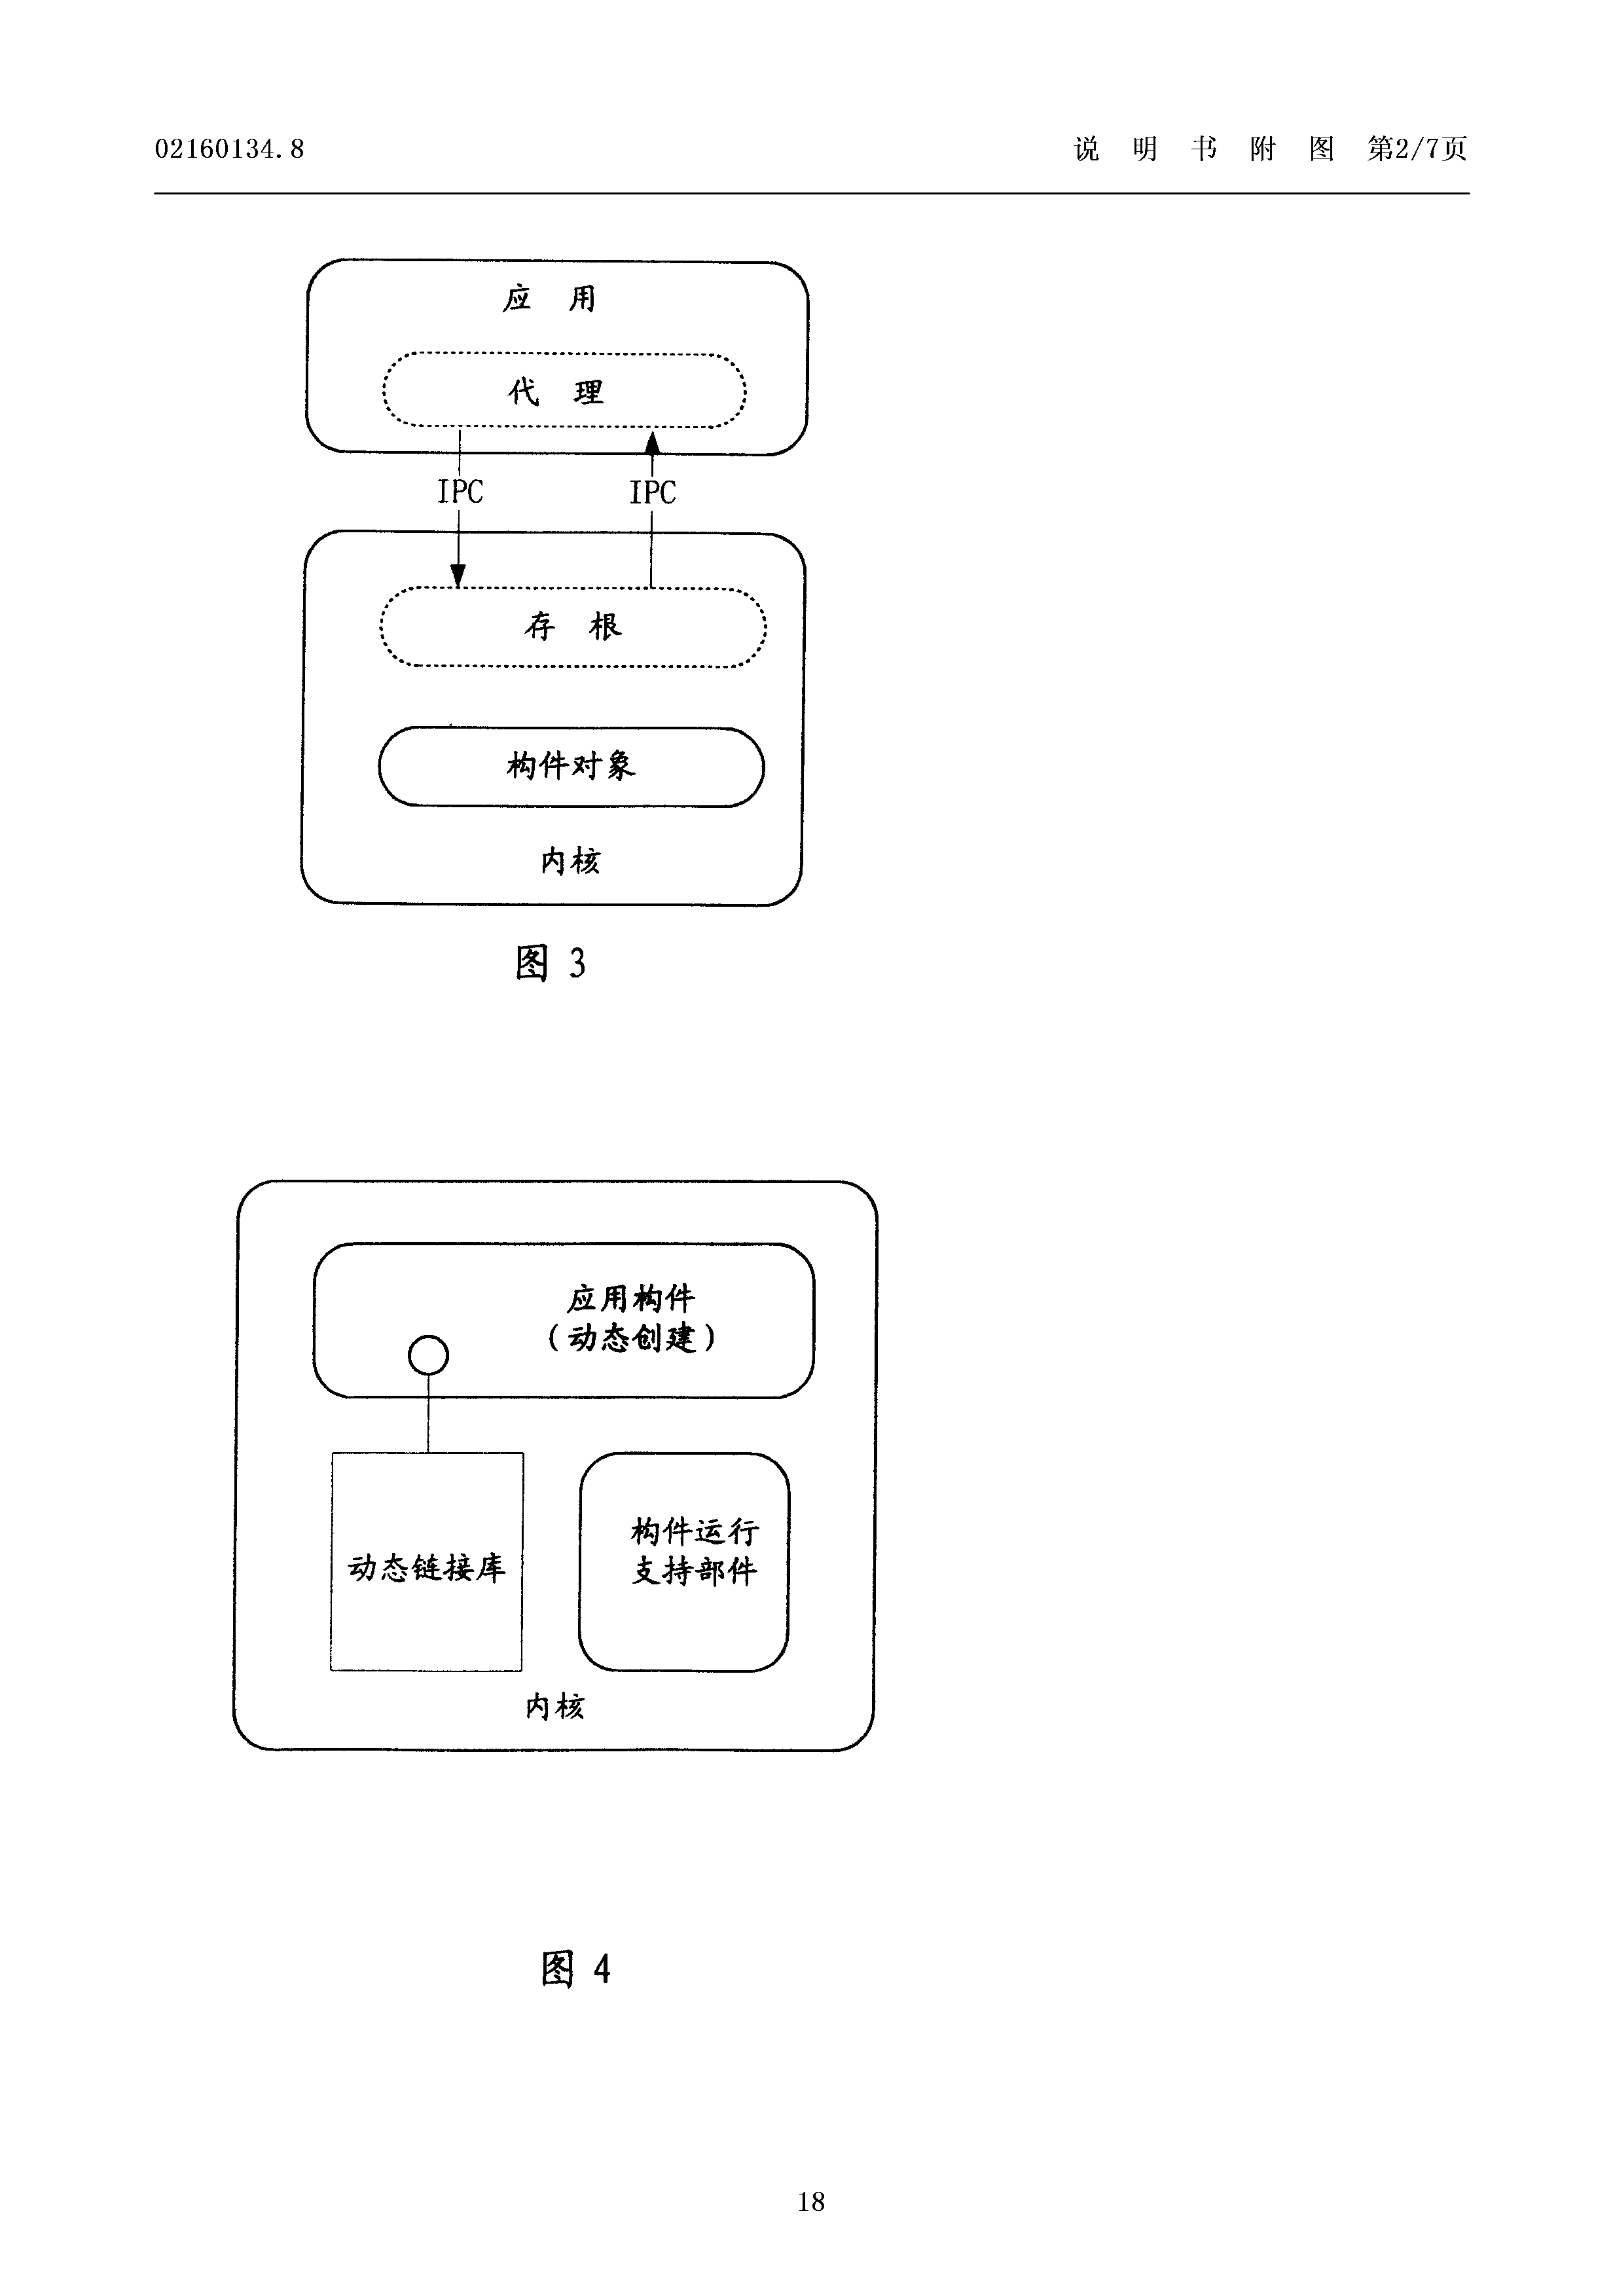 02160134.8
说 明 书 附 图 第2/7页
应 用
代 理
IPC IPC
存 根
构件对象
内核
图 3
应用构件
(动态创建)
动态链接库
构件运行
支持部件
内核
图 4
18